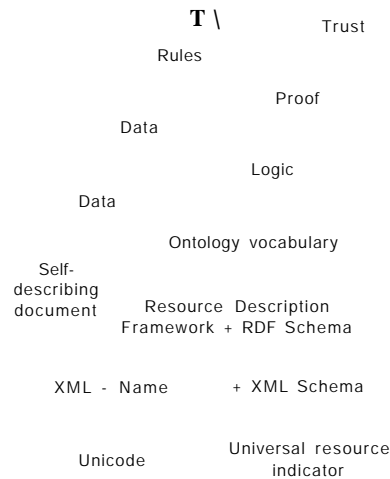 T \ Trust
Rules
Proof
Data
Logic
Data
Ontology vocabulary
Self-
describing
document
Resource Description
Framework + RDF Schema
XML - Name + XML Schema
Unicode
Universal resource
indicator